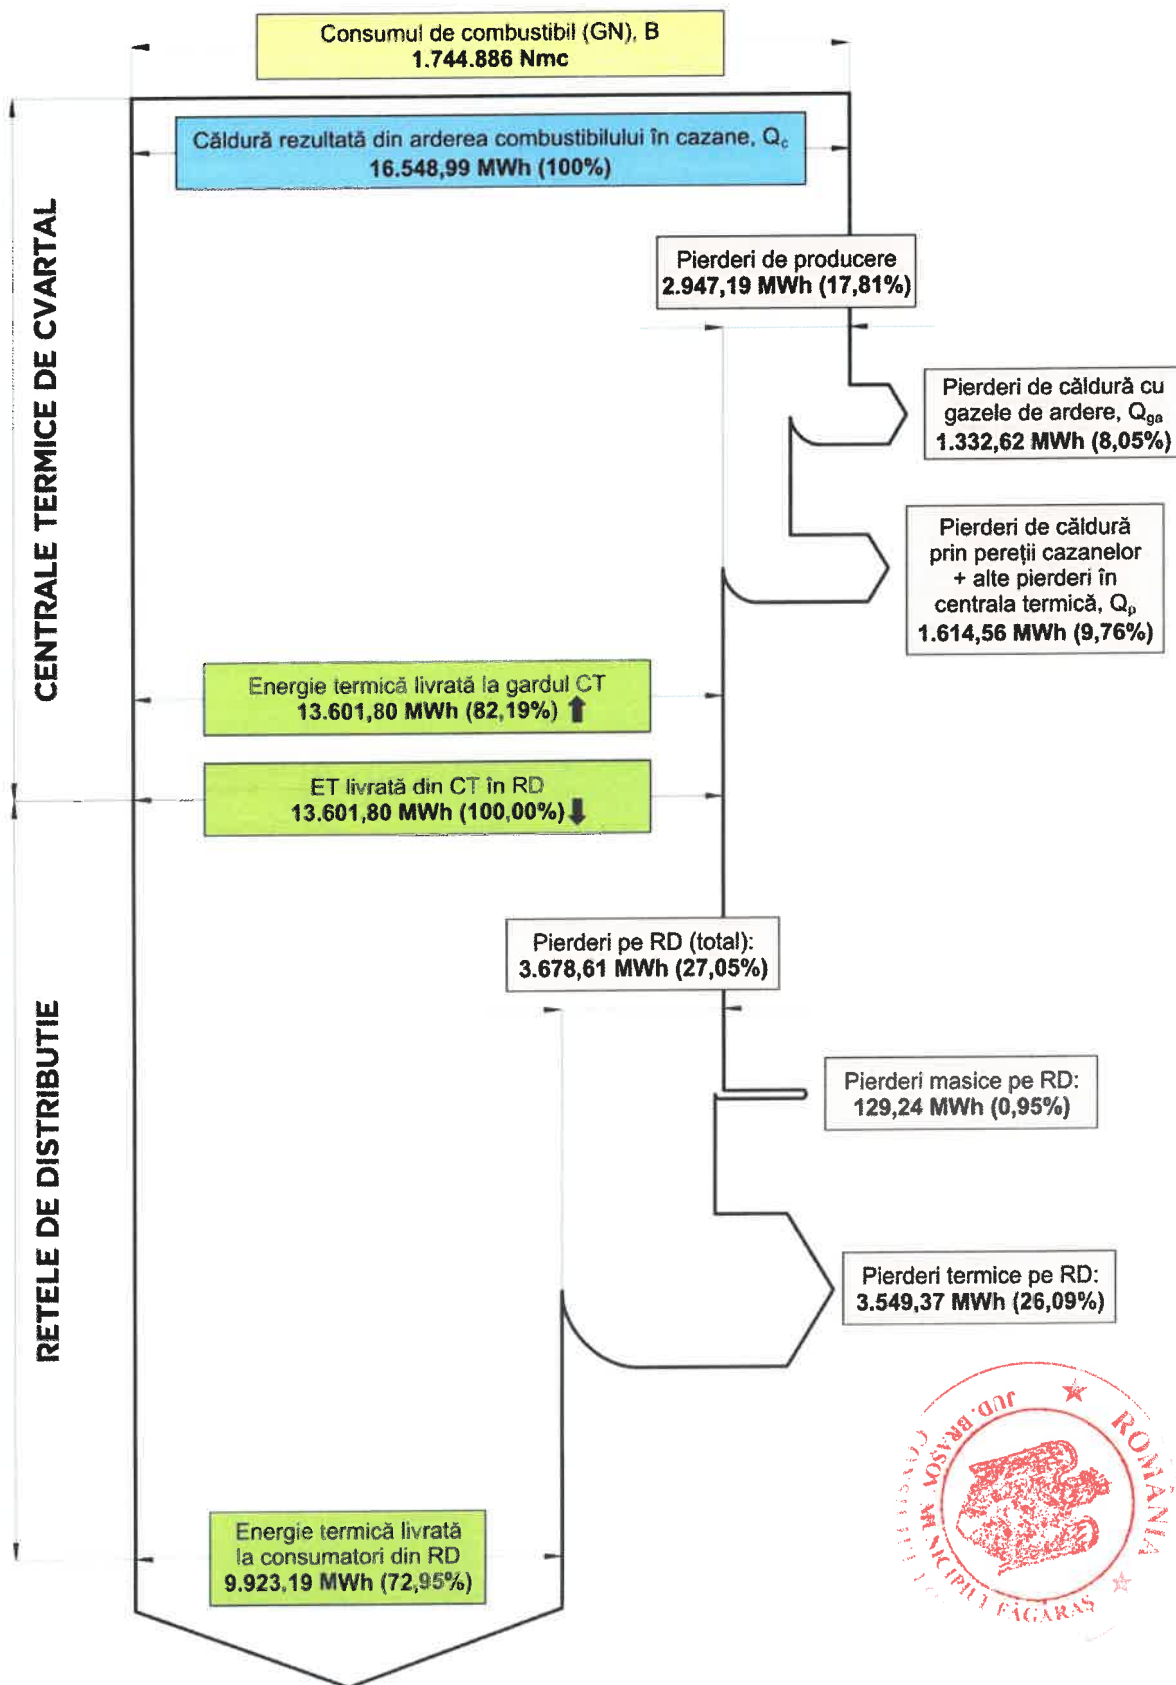 Consumul de combustibil (GN), B
1.744.886 Nmc
Căldură rezultată din arderea combustibilului în cazane, Qc
16.548,99 MWh (100%)
Pierderi de producere
2.947,19 MWh (17,81%)
Pierderi de căldură cu
gazele de ardere, Qga
1.332,62 MWh (8,05%)
Pierderi de căldură
prin pereții cazanelor
+ alte pierderi în
centrala termică, Qp
1.614,56 MWh (9,76%)
CENTRALE TERMICE DE CVARTAL
Energie termică livrată la gardul CT
13.601,80 MWh (82,19%)
ET livrată din CT în RD
13.601,80 MWh (100,00%)
Pierderi pe RD (total):
3.678,61 MWh (27,05%)
Pierderi masice pe RD:
129,24 MWh (0,95%)
RETELE DE DISTRIBUTIE
Pierderi termice pe RD:
3.549,37 MWh (26,09%)
Energie termică livrată
la consumatori din RD
9.923,19 MWh (72,95%)
ROMÂNIA
JUD. BRAȘOV
MUNICIPIUL FĂGĂRAȘ